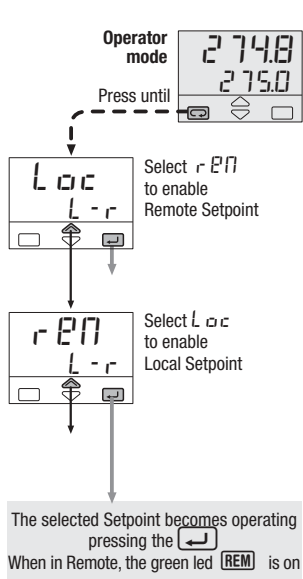 Operator
mode
274.8
275.0
Press until
Loc
L-r
Select rEM
to enable
Remote Setpoint
rEM
L-r
Select Loc
to enable
Local Setpoint
The selected Setpoint becomes operating
pressing the
When in Remote, the green led REM is on